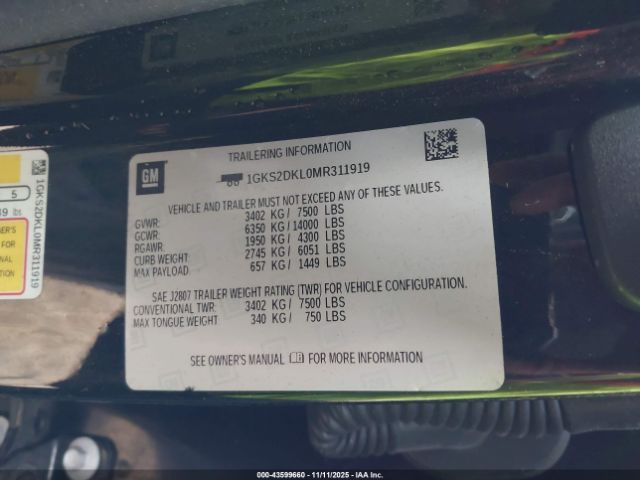 TRAILERING INFORMATION
GM
1GKS2DKL0MR311919
VEHICLE AND TRAILER MUST NOT EXCEED ANY OF THESE VALUES.
GVWR: 3402 KG/ 7500 LBS
GCWR: 6350 KG/14000 LBS
RGAWR: 1950 KG/ 4300 LBS
CURB WEIGHT: 2745 KG/ 6051 LBS
MAX PAYLOAD: 657 KG/ 1449 LBS
SAE J2807 TRAILER WEIGHT RATING (TWR) FOR VEHICLE CONFIGURATION.
CONVENTIONAL TWR: 3402 KG/ 7500 LBS
MAX TONGUE WEIGHT 340 KG/ 750 LBS
SEE OWNER'S MANUAL FOR MORE INFORMATION
5
1GKS2DKL0MR311919
00-43599660 - 11/11/2025 - IAA Inc.